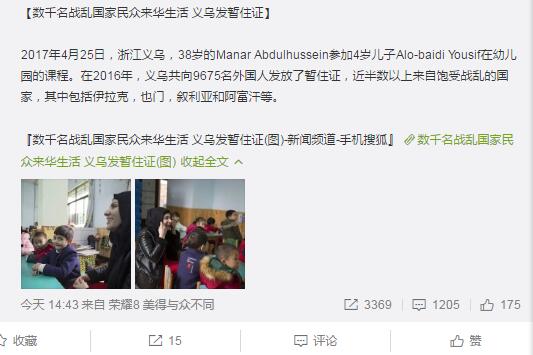 【数千名战乱国家民众来华生活 义乌发暂住证】
2017年4月25日，浙江义乌，38岁的Manar Abdulhussein参加4岁儿子Alo-baidi Yousif在幼儿
园的课程。在2016年，义乌共向9675名外国人发放了暂住证，近半数以上来自饱受战乱的国
家，其中包括伊拉克，也门，叙利亚和阿富汗等。
『数千名战乱国家民众来华生活 义乌发暂住证(图)-新闻频道-手机搜狐』 数千名战乱国家民
众来华生活 义乌发暂住证(图) 收起全文
今天 14:43 来自 荣耀8 美得与众不同 3369 1205 175
收藏 15 评论 赞